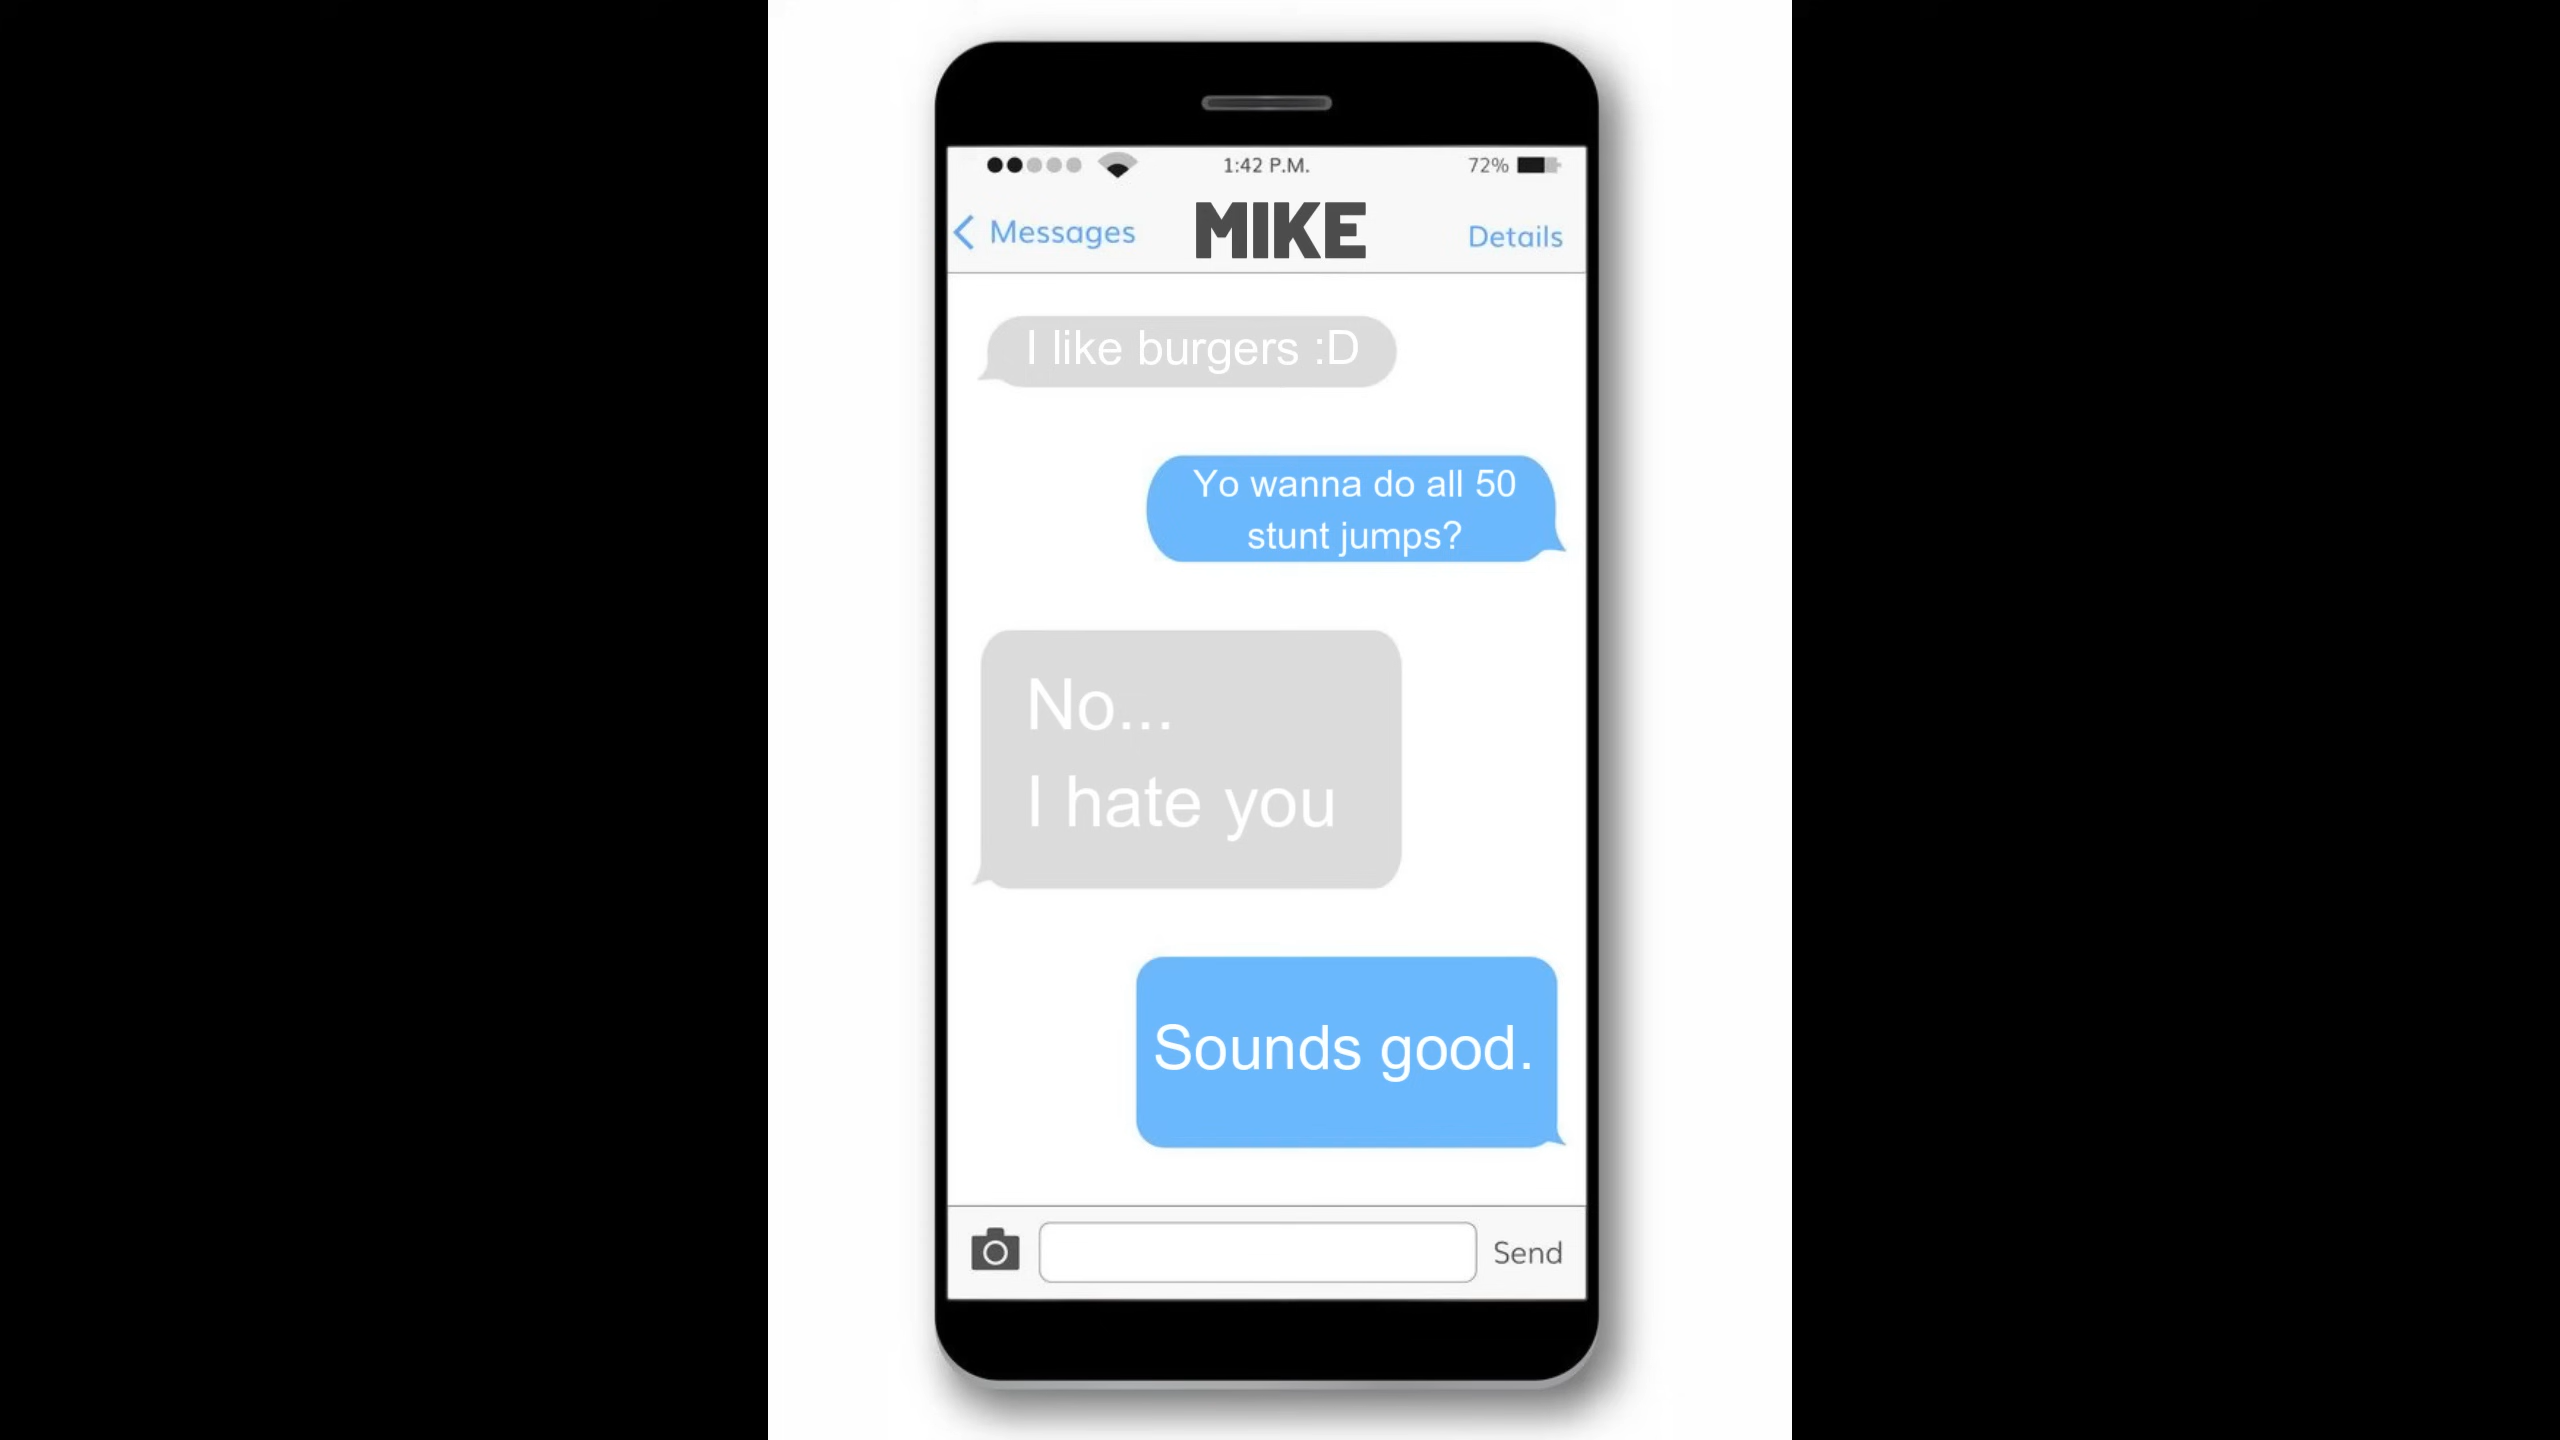 1:42 P.M.
72%
Messages
MIKE
Details
I like burgers :D
Yo wanna do all 50
stunt jumps?
No...
I hate you
Sounds good.
Send